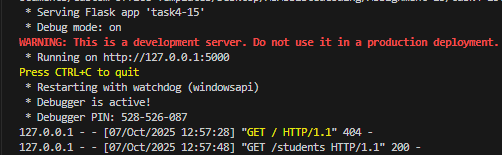 * Serving Flask app 'task4-15'
* Debug mode: on
WARNING: This is a development server. Do not use it in a production deployment.
* Running on http://127.0.0.1:5000
Press CTRL+C to quit
* Restarting with watchdog (windowsapi)
* Debugger is active!
* Debugger PIN: 528-526-087
127.0.0.1 - - [07/Oct/2025 12:57:28] "GET / HTTP/1.1" 404 -
127.0.0.1 - - [07/Oct/2025 12:57:48] "GET /students HTTP/1.1" 200 -